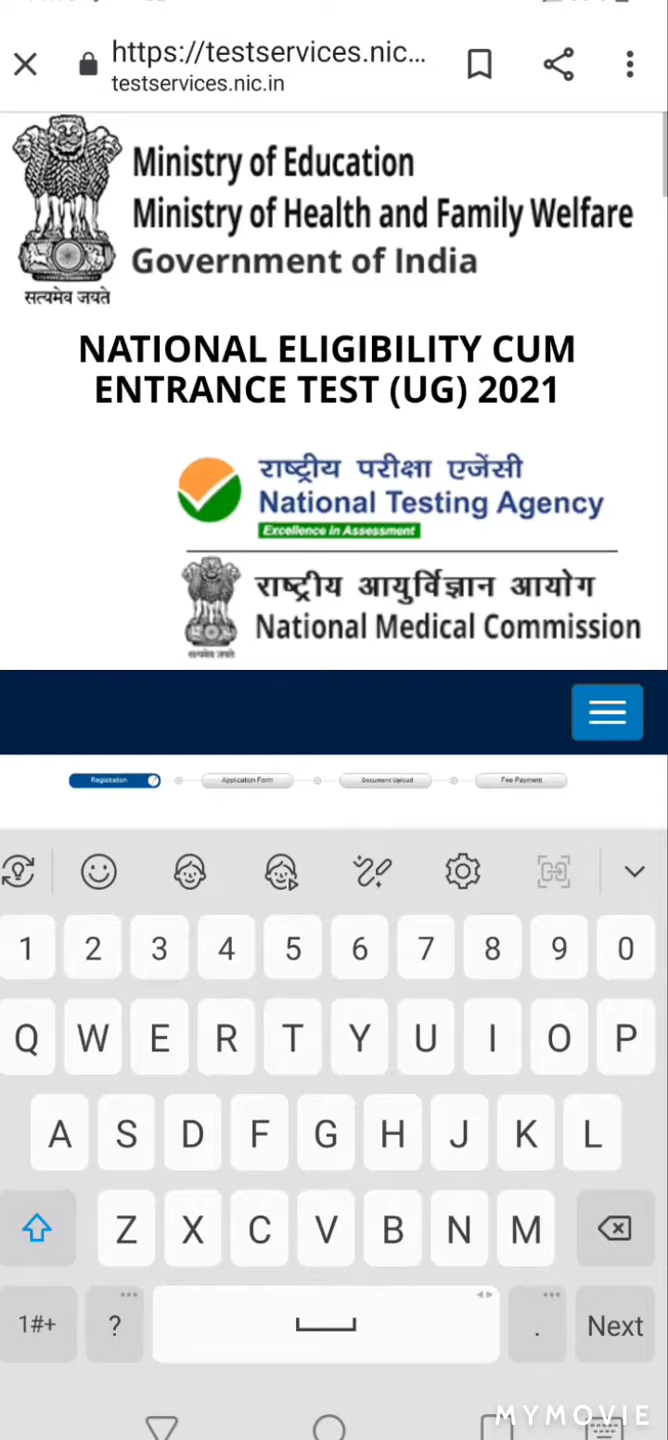 https://testservices.nic...
testservices.nic.in
Ministry of Education
Ministry of Health and Family Welfare
Government of India
सत्यमेव जयते
NATIONAL ELIGIBILITY CUM
ENTRANCE TEST (UG) 2021
राष्ट्रीय परीक्षा एजेंसी
National Testing Agency
Excellence in Assessment
राष्ट्रीय आयुर्विज्ञान आयोग
National Medical Commission
सत्यमेव जयते
Registration Application Form Document Upload Fee Payment
1 2 3 4 5 6 7 8 9 0
Q W E R T Y U I O P
A S D F G H J K L
Z X C V B N M
1#+ ? . Next
MYMOVIE